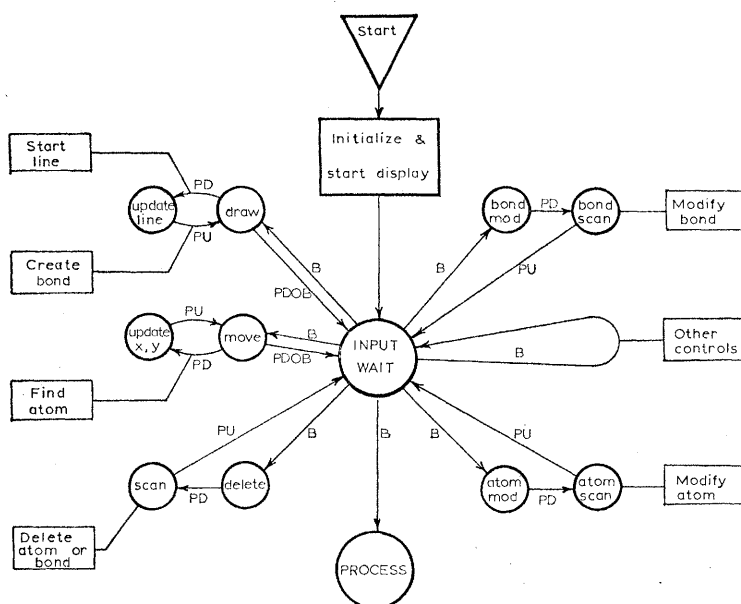 Start
Initialize &
start display
Start
line
PD
update
line
draw
PU
Create
bond
B
PDOB
bond
mod
PD
bond
scan
Modify
bond
B
PU
update
x,y
PU
move
PD
B
PDOB
INPUT
WAIT
B
Other
controls
Find
atom
PU
B
B
B
PU
scan
PD
delete
atom
mod
PD
atom
scan
Modify
atom
Delete
atom or
bond
PROCESS